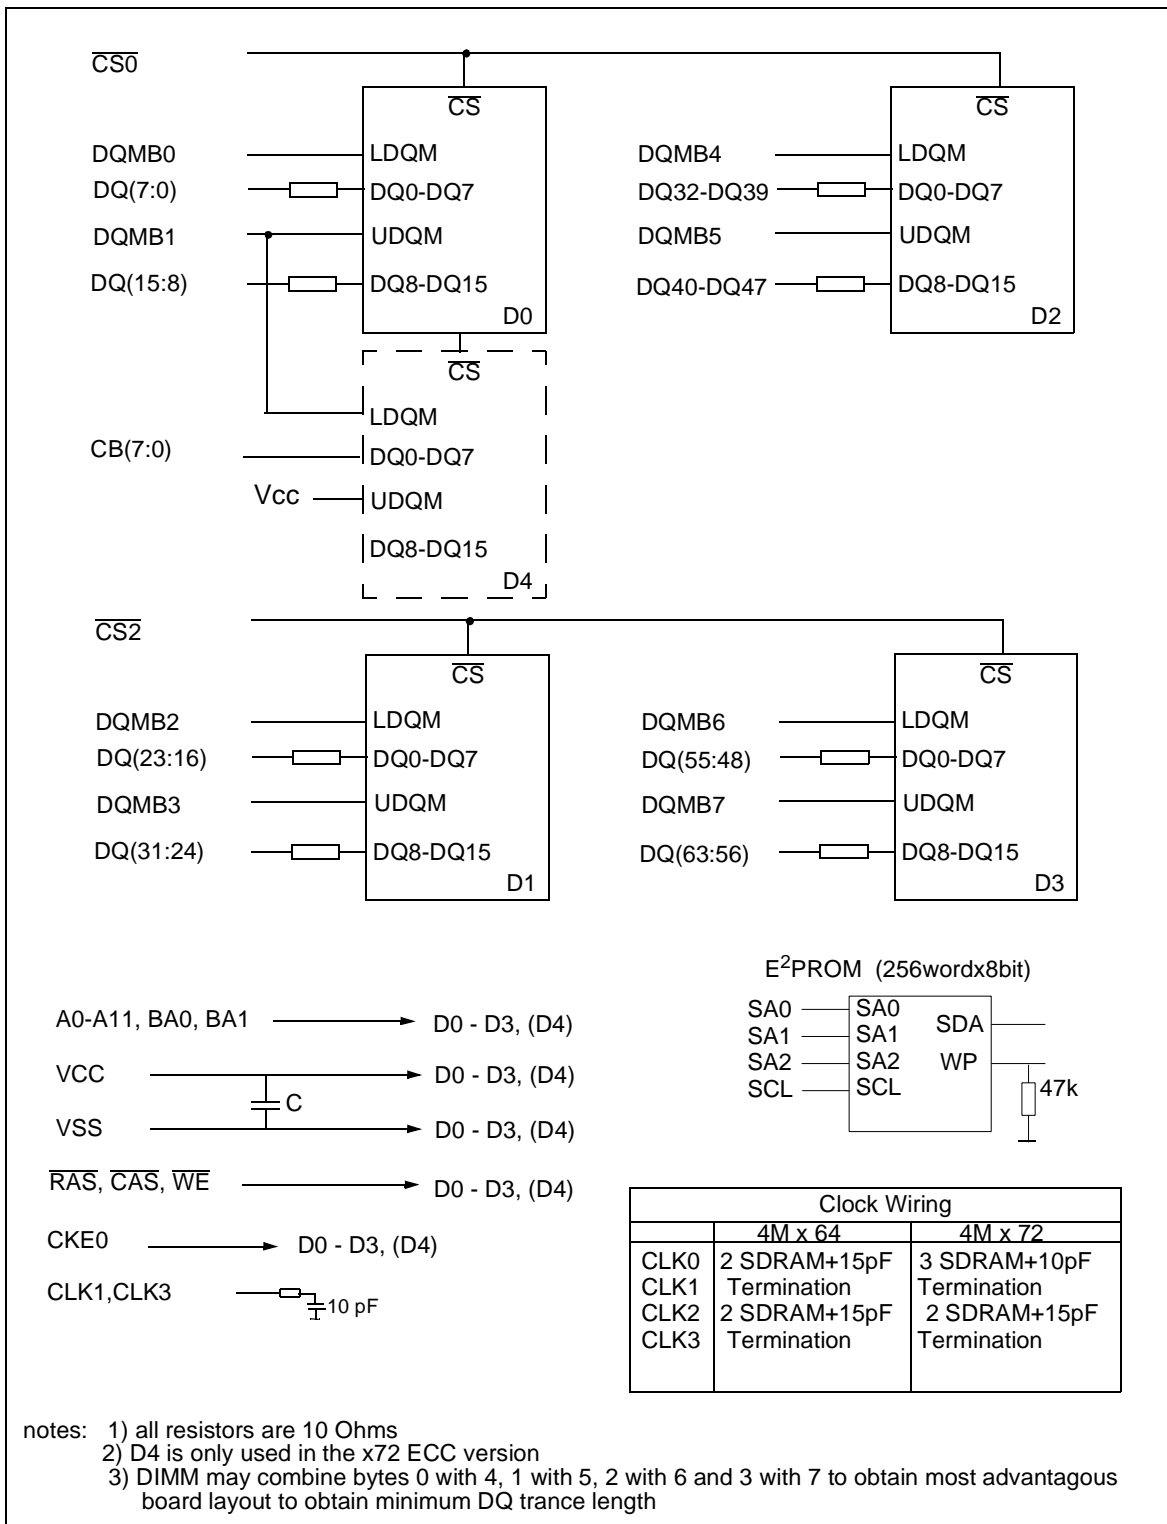 CS0
CS
CS
DQMB0
LDQM
DQMB4
LDQM
DQ(7:0)
DQ0-DQ7
DQ32-DQ39
DQ0-DQ7
DQMB1
UDQM
DQMB5
UDQM
DQ(15:8)
DQ8-DQ15
DQ40-DQ47
DQ8-DQ15
D0
D2
CS
LDQM
CB(7:0)
DQ0-DQ7
Vcc
UDQM
DQ8-DQ15
D4
CS2
CS
CS
DQMB2
LDQM
DQMB6
LDQM
DQ(23:16)
DQ0-DQ7
DQ(55:48)
DQ0-DQ7
DQMB3
UDQM
DQMB7
UDQM
DQ(31:24)
DQ8-DQ15
DQ(63:56)
DQ8-DQ15
D1
D3
E2PROM (256wordx8bit)
SA0
SA0
SDA
SA1
SA1
SA2
SA2
WP
SCL
SCL
47k
A0-A11, BA0, BA1
D0 - D3, (D4)
VCC
D0 - D3, (D4)
C
VSS
D0 - D3, (D4)
RAS, CAS, WE
D0 - D3, (D4)
CKE0
D0 - D3, (D4)
CLK1,CLK3
10 pF
Clock Wiring
4M x 64 4M x 72
CLK0 2 SDRAM+15pF 3 SDRAM+10pF
CLK1 Termination Termination
CLK2 2 SDRAM+15pF 2 SDRAM+15pF
CLK3 Termination Termination
notes: 1) all resistors are 10 Ohms
2) D4 is only used in the x72 ECC version
3) DIMM may combine bytes 0 with 4, 1 with 5, 2 with 6 and 3 with 7 to obtain most advantagous
board layout to obtain minimum DQ trance length